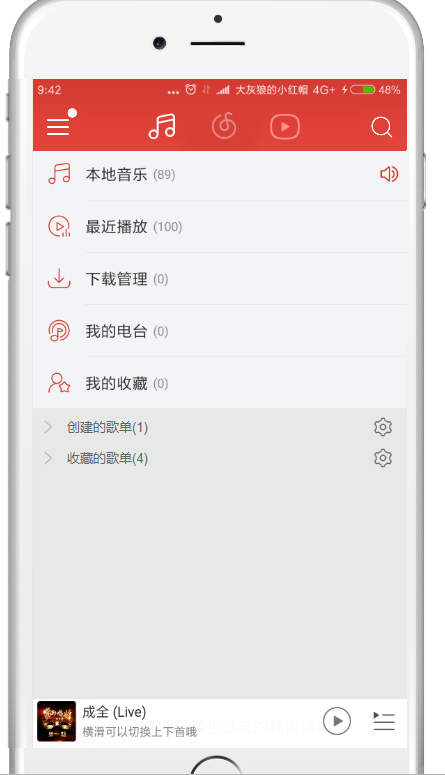 9:42 大灰狼的小红帽 4G+ 48%
本地音乐 (89)
最近播放 (100)
下载管理 (0)
我的电台 (0)
我的收藏 (0)
创建的歌单(1)
收藏的歌单(4)
成全 (Live)
横滑可以切换上下首哦